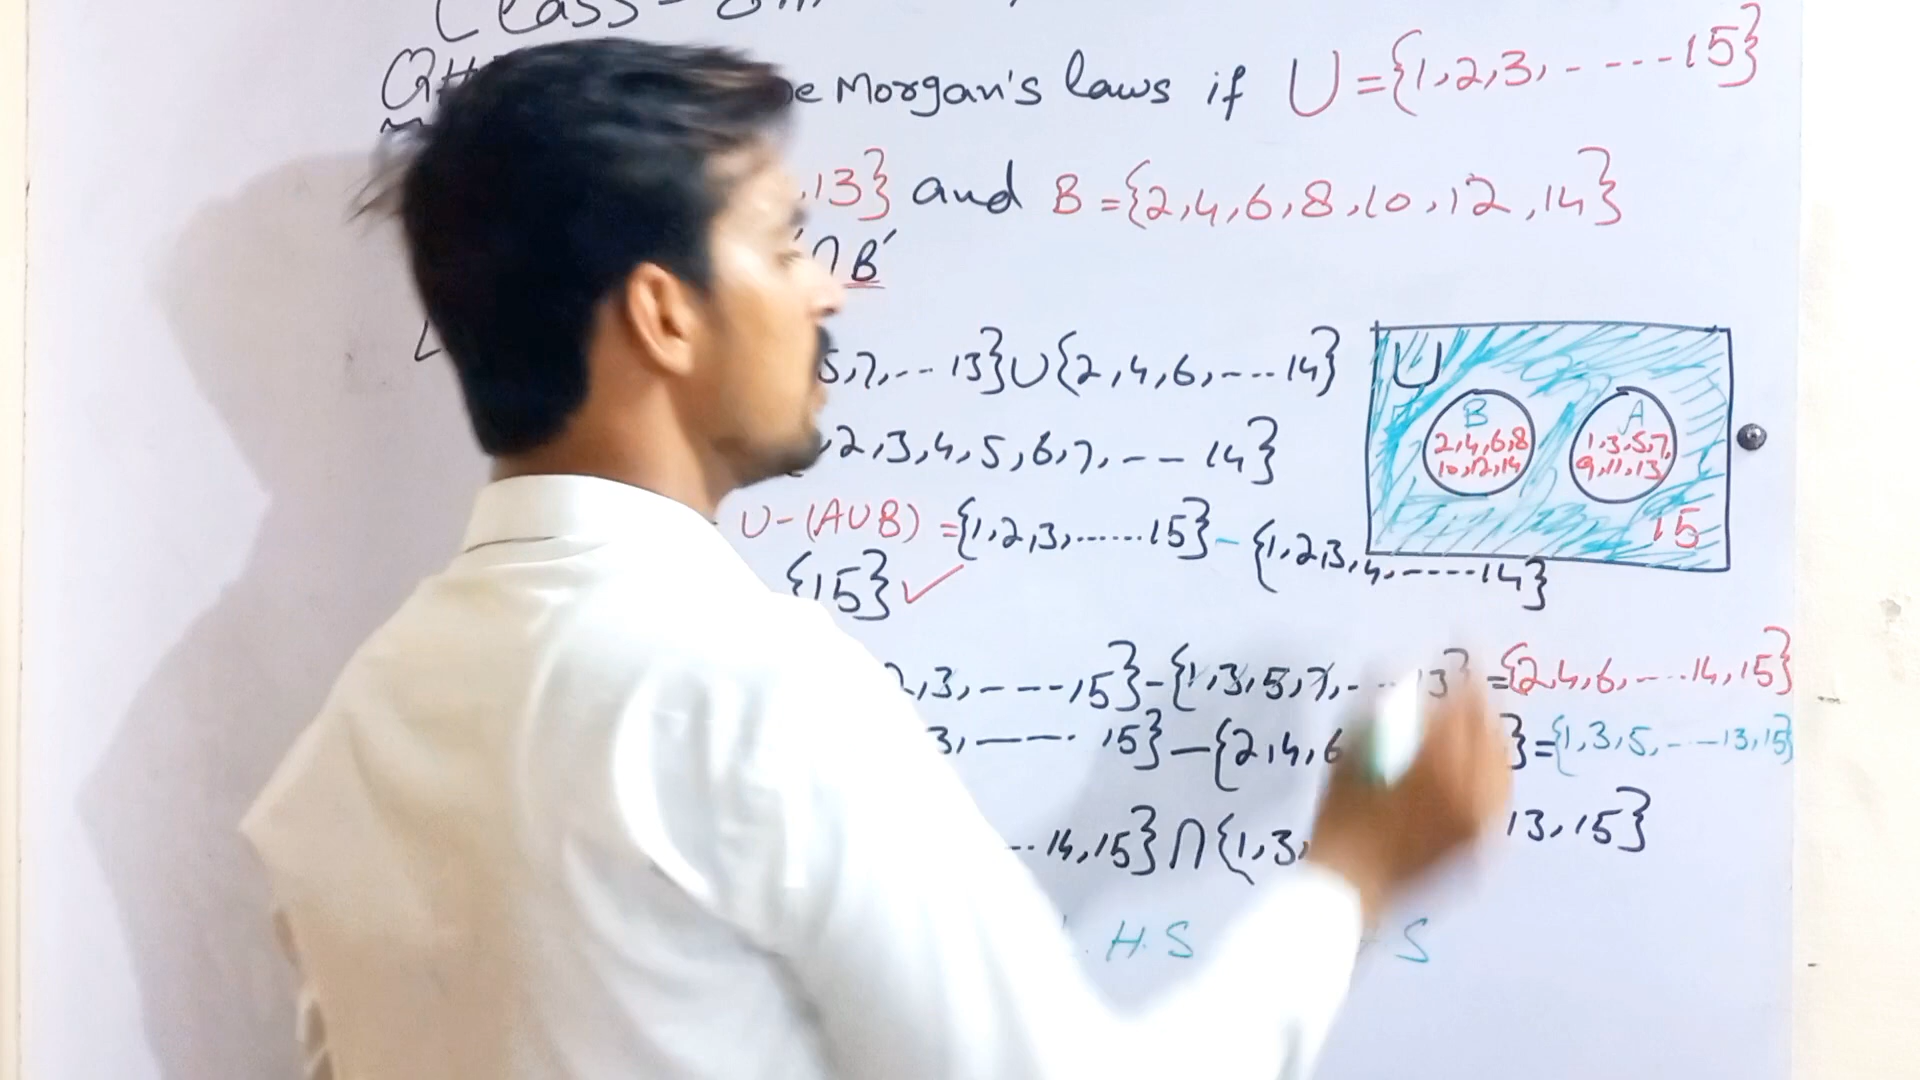 Class - 8th
Q# De Morgan's laws if U = {1,2,3,-----15}
,13} and B = {2,4,6,8,10,12,14}
′∩B′
5,7,--- 13}∪{2,4,6,---- 14}
,2,3,4,5,6,7,--- 14}
U-(A∪B) = {1,2,3,......15} - {1,2,3,4,-----14}
{15} ✓
2,3,----,15} - {1,3,5,7,- - 13} = {2,4,6,---..14,15}
3,---- ,15} - {2,4,6 } = {1,3,5,---13,15}
.. 14,15} ∩ {1,3, 13,15}
.H.S S
U
B
2,4,6,8
10,12,14
A
1,3,5,7,
9,11,13
15